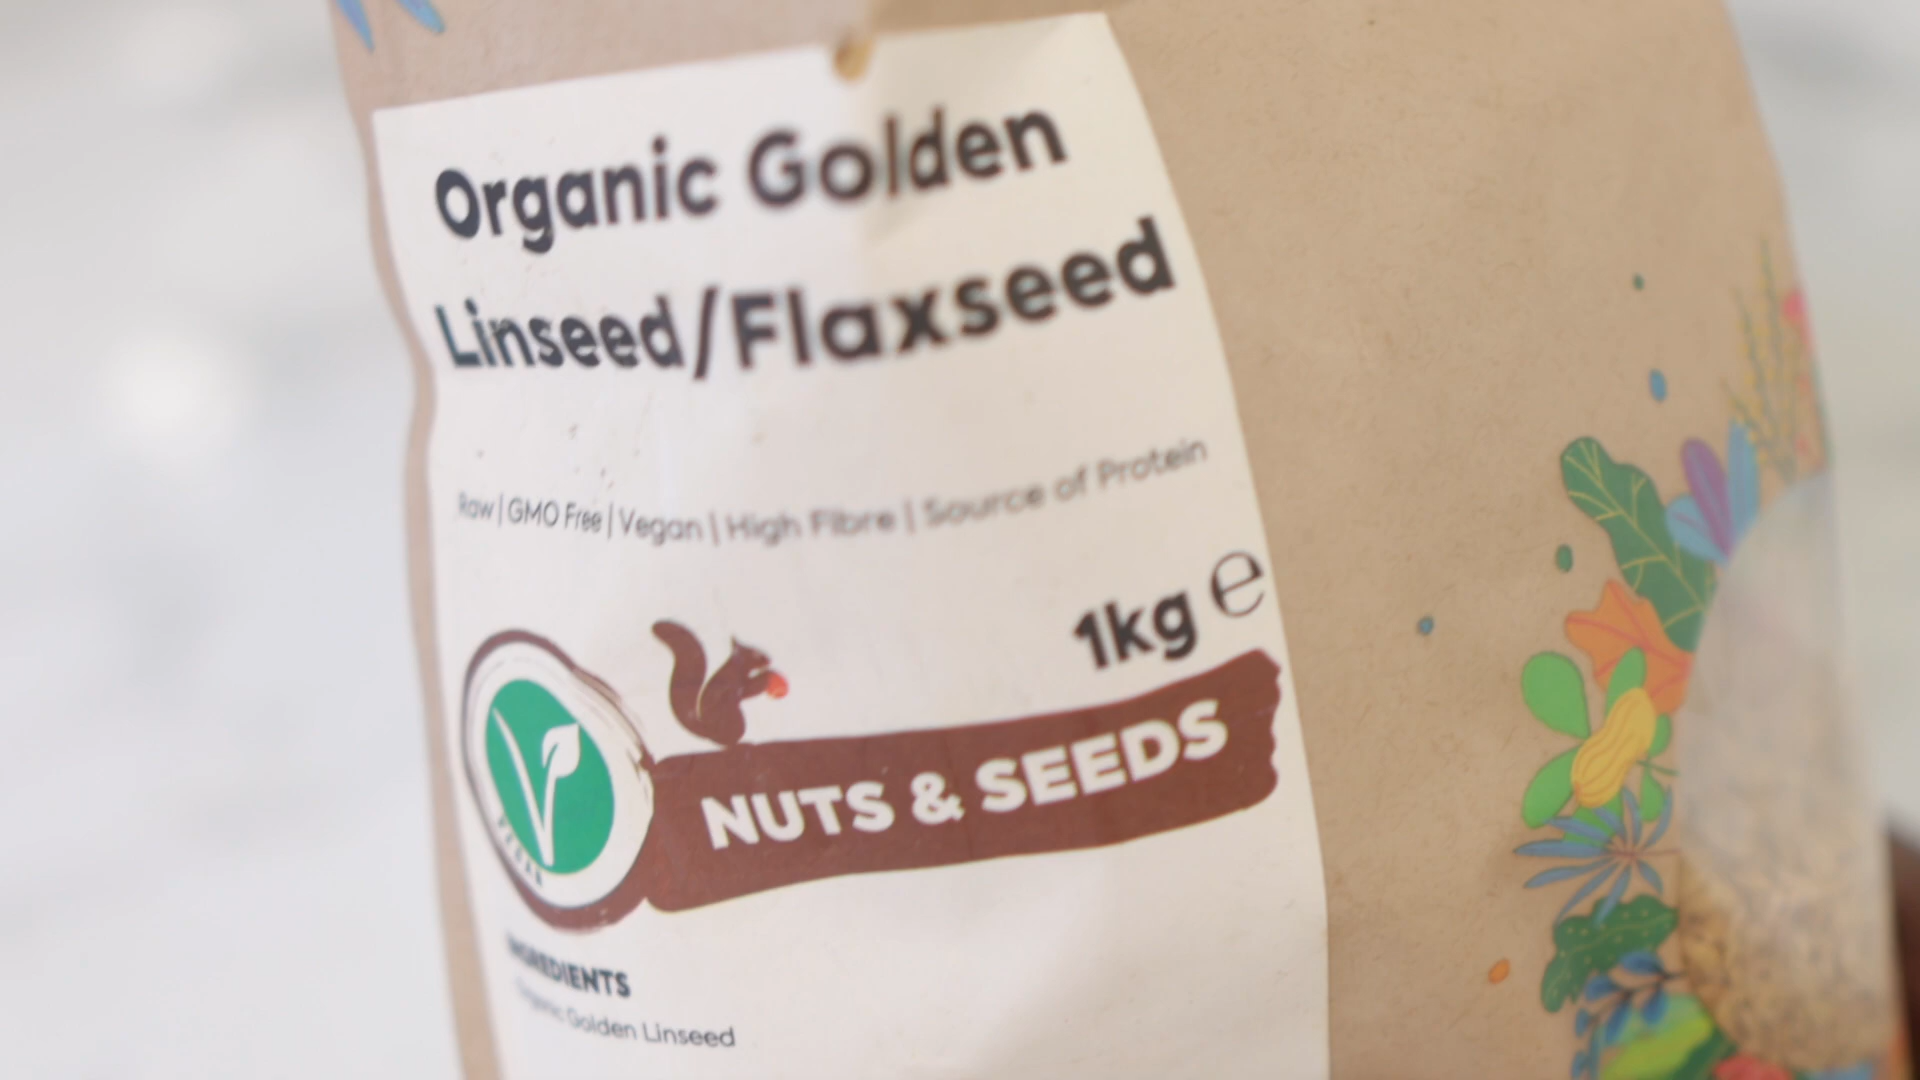 Organic Golden
Linseed/Flaxseed
Raw | GMO Free | Vegan | High Fibre | Source of Protein
1kg ℮
VEGAN
NUTS & SEEDS
INGREDIENTS
Organic Golden Linseed